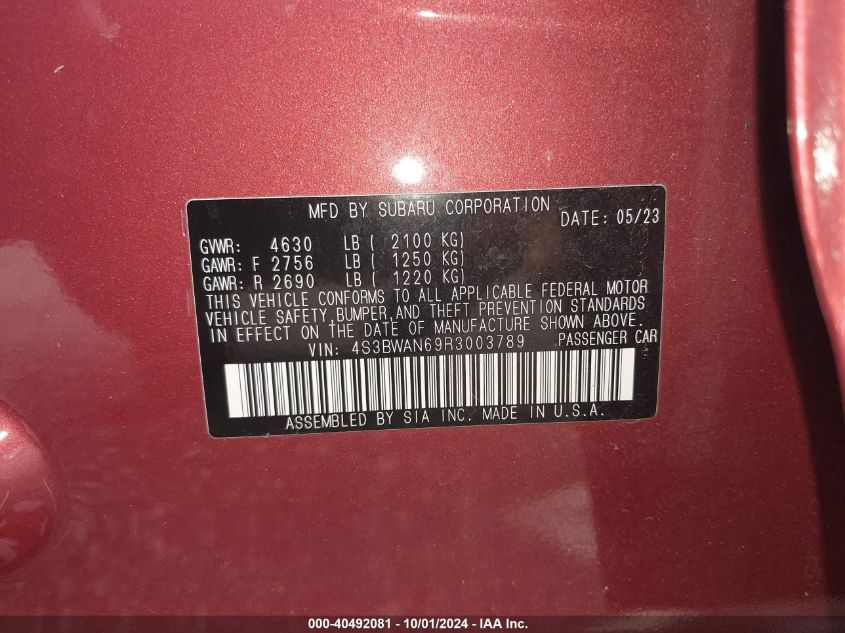 MFD BY SUBARU CORPORATION DATE: 05/23
GVWR: 4630 LB ( 2100 KG)
GAWR: F 2756 LB ( 1250 KG)
GAWR: R 2690 LB ( 1220 KG)
THIS VEHICLE CONFORMS TO ALL APPLICABLE FEDERAL MOTOR
VEHICLE SAFETY, BUMPER, AND THEFT PREVENTION STANDARDS
IN EFFECT ON THE DATE OF MANUFACTURE SHOWN ABOVE.
VIN: 4S3BWAN69R3003789 PASSENGER CAR
ASSEMBLED BY SIA INC. MADE IN U.S.A.
000-40492081 - 10/01/2024 - IAA Inc.